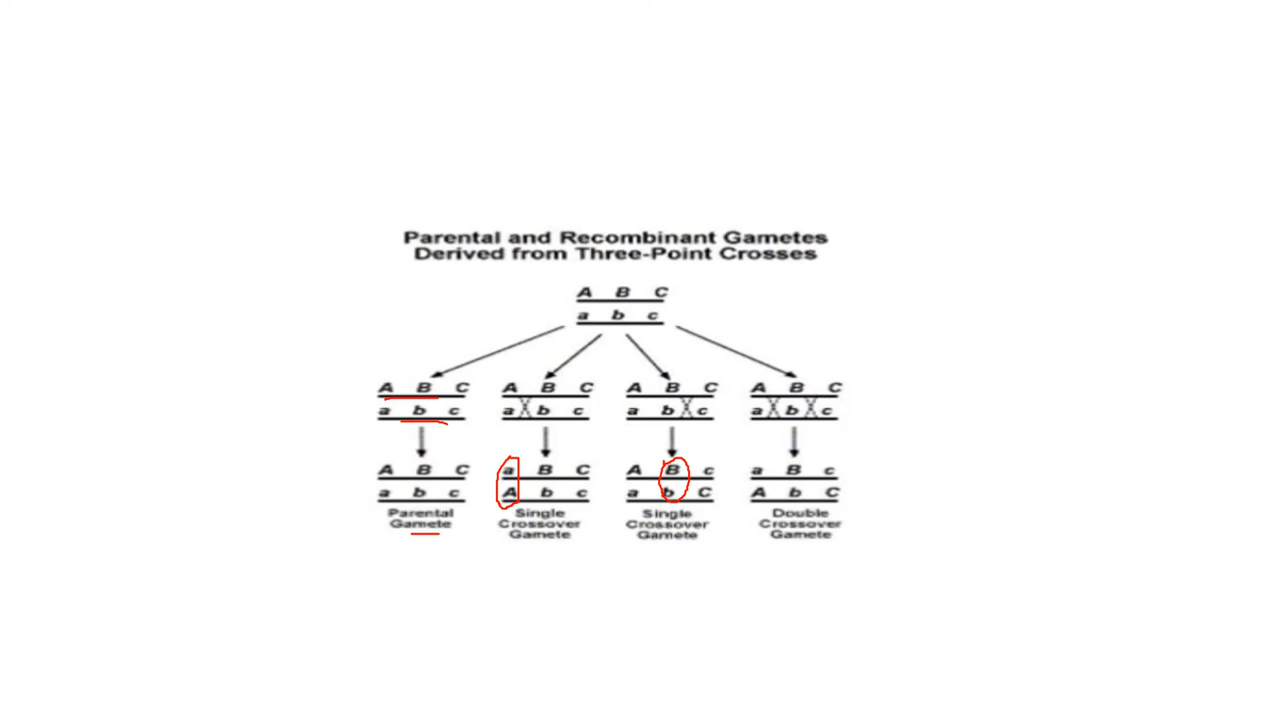 Parental and Recombinant Gametes
Derived from Three-Point Crosses
A B C
a b c
A B C A B C A B C A B C
a b c a b c a b c a b c
A B C a B C A B c a B c
a b c A b c a b C A b C
Parental Single Single Double
Gamete Crossover Crossover Crossover
Gamete Gamete Gamete